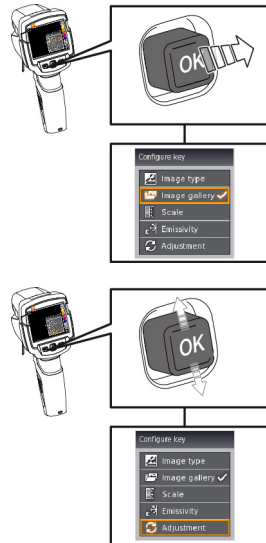 OK
Configure key
Image type
Image gallery
Scale
Emissivity
Adjustment
OK
Configure key
Image type
Image gallery
Scale
Emissivity
Adjustment